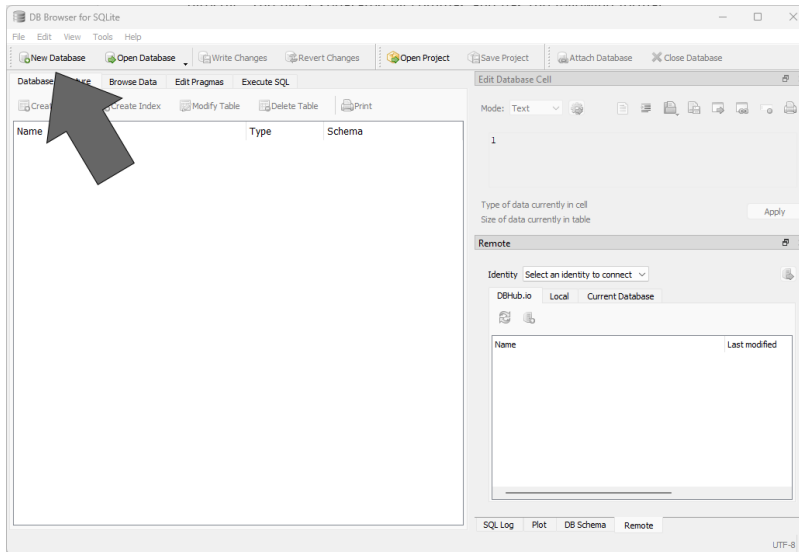 DB Browser for SQLite
File Edit View Tools Help
New Database Open Database Write Changes Revert Changes Open Project Save Project Attach Database Close Database
Database Browse Data Edit Pragmas Execute SQL
Create Index Modify Table Delete Table Print
Name Type Schema
Edit Database Cell
Mode: Text
1
Type of data currently in cell
Size of data currently in table
Apply
Remote
Identity Select an identity to connect
DBHub.io Local Current Database
Name Last modified
SQL Log Plot DB Schema Remote
UTF-8